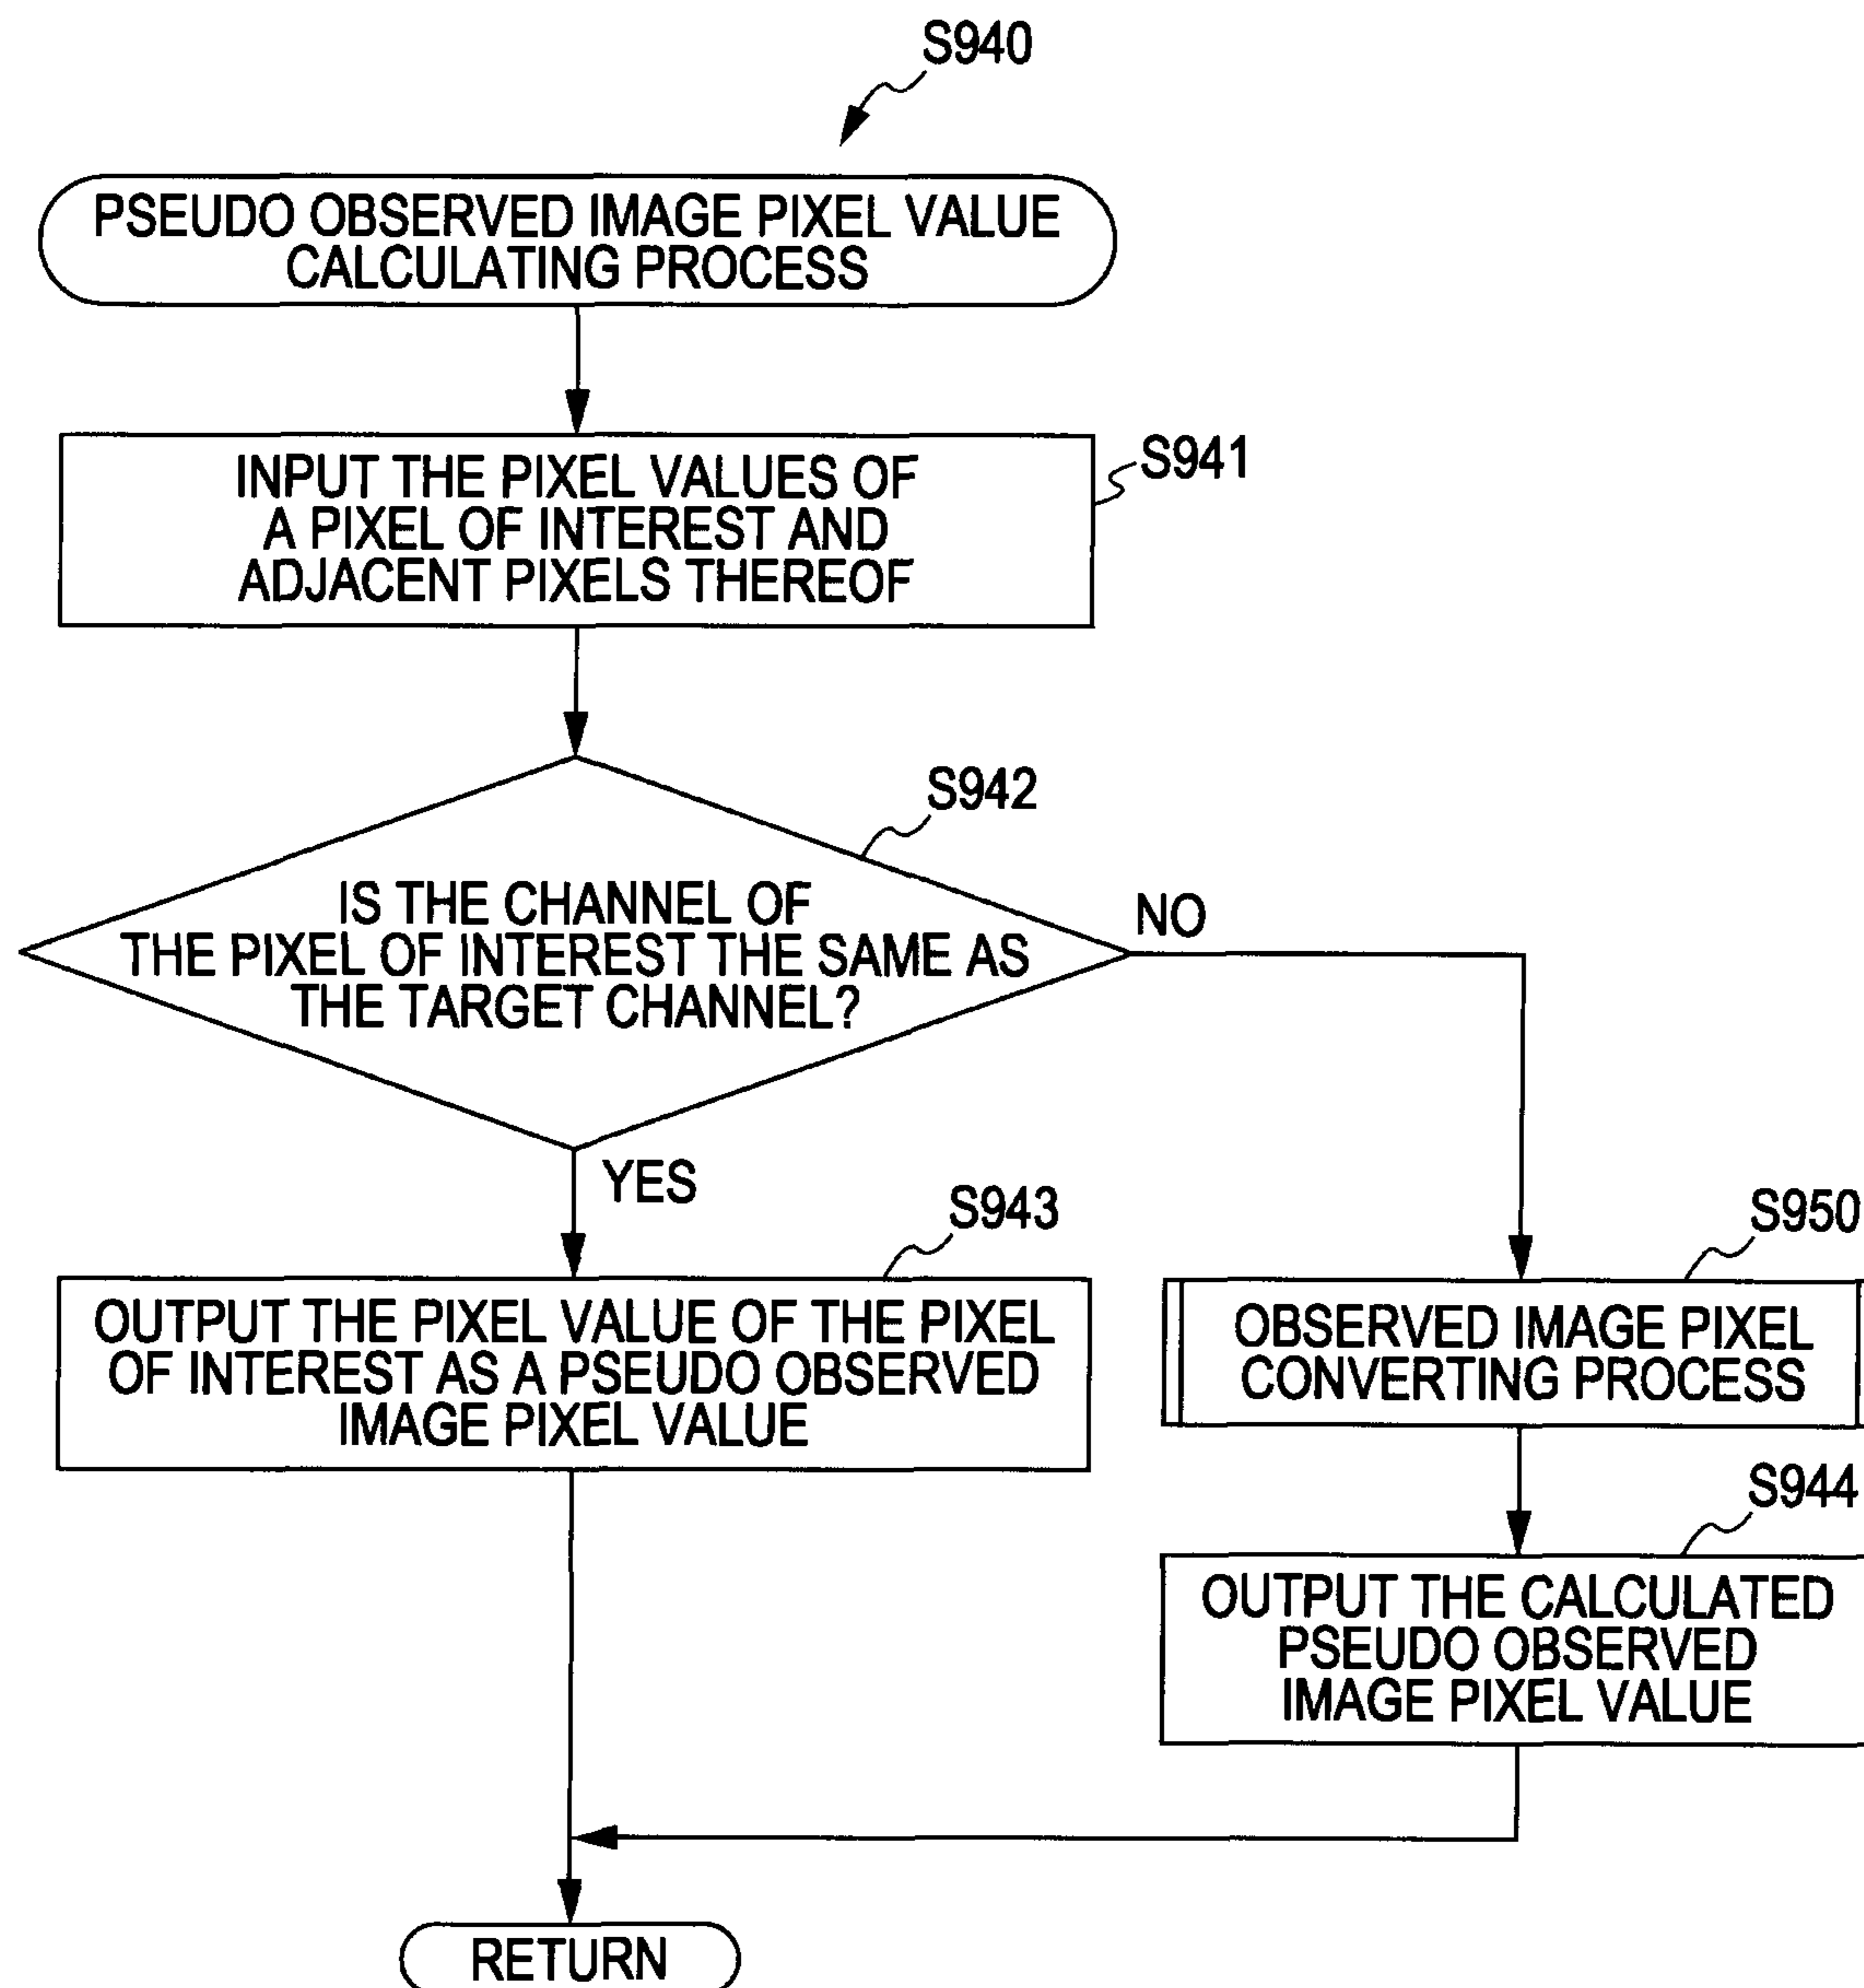 S940
PSEUDO OBSERVED IMAGE PIXEL VALUE
CALCULATING PROCESS
INPUT THE PIXEL VALUES OF
A PIXEL OF INTEREST AND
ADJACENT PIXELS THEREOF
S941
S942
IS THE CHANNEL OF
THE PIXEL OF INTEREST THE SAME AS
THE TARGET CHANNEL?
NO
YES
S943
OUTPUT THE PIXEL VALUE OF THE PIXEL
OF INTEREST AS A PSEUDO OBSERVED
IMAGE PIXEL VALUE
S950
OBSERVED IMAGE PIXEL
CONVERTING PROCESS
S944
OUTPUT THE CALCULATED
PSEUDO OBSERVED
IMAGE PIXEL VALUE
RETURN